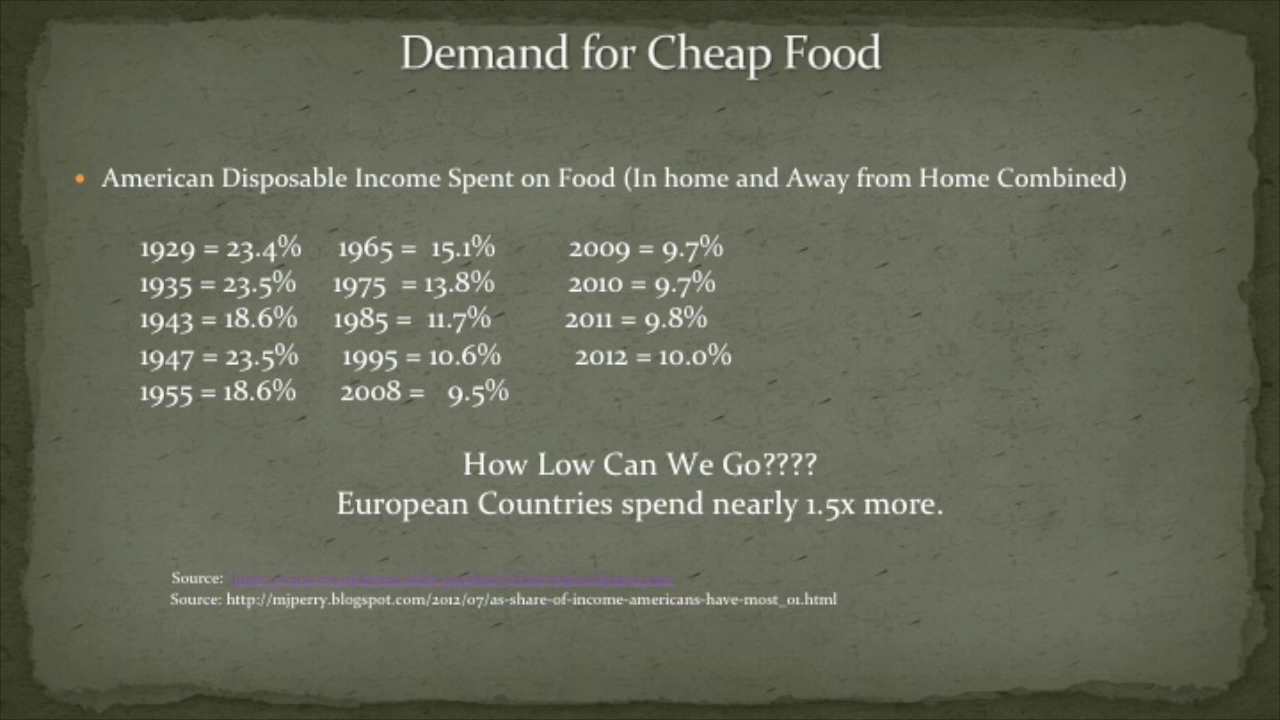 Demand for Cheap Food
• American Disposable Income Spent on Food (In home and Away from Home Combined)
1929 = 23.4% 1965 = 15.1% 2009 = 9.7%
1935 = 23.5% 1975 = 13.8% 2010 = 9.7%
1943 = 18.6% 1985 = 11.7% 2011 = 9.8%
1947 = 23.5% 1995 = 10.6% 2012 = 10.0%
1955 = 18.6% 2008 = 9.5%
How Low Can We Go????
European Countries spend nearly 1.5x more.
Source:
Source: http://mjperry.blogspot.com/2012/07/as-share-of-income-americans-have-most_01.html